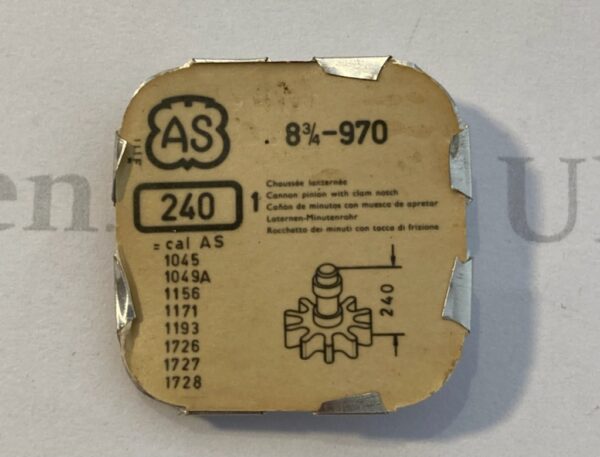 AS
. 8¾-970
240
1
Chaussée lanternée
Cannon pinion with clam notch
Cañon de minutos con muesca de apretar
Laternen-Minutenrohr
Rocchetto dei minuti con tacca di frizione
= cal AS
1045
1049A
1156
1171
1193
1726
1727
1728
240